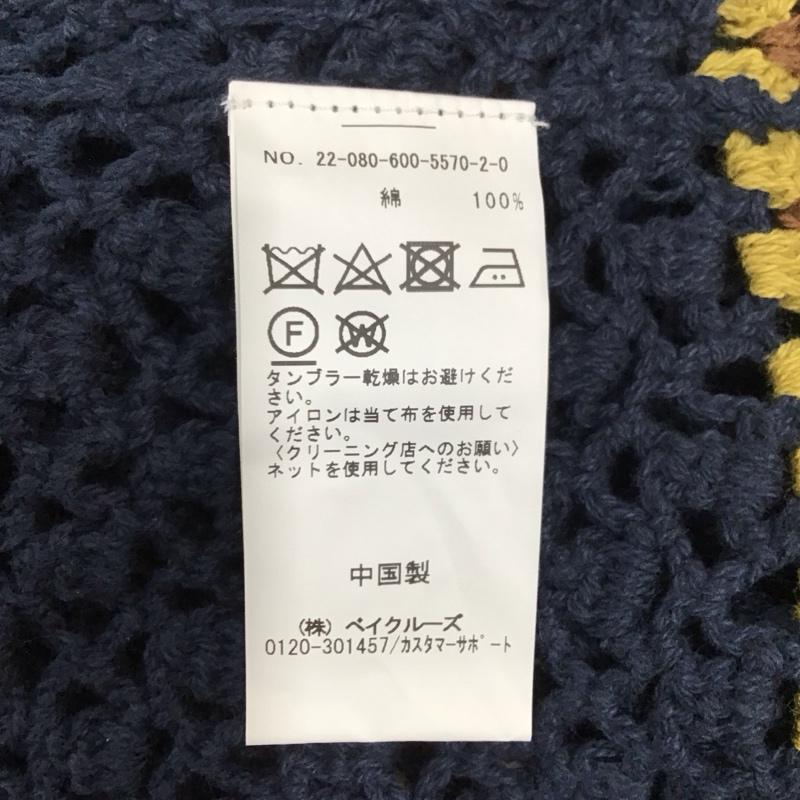 NO. 22-080-600-5570-2-0
綿 100%
F
W
タンブラー乾燥はお避けくだ
さい。
アイロンは当て布を使用して
ください。
〈クリーニング店へのお願い〉
ネットを使用してください。
中国製
(株) ベイクルーズ
0120-301457/カスタマーサポート